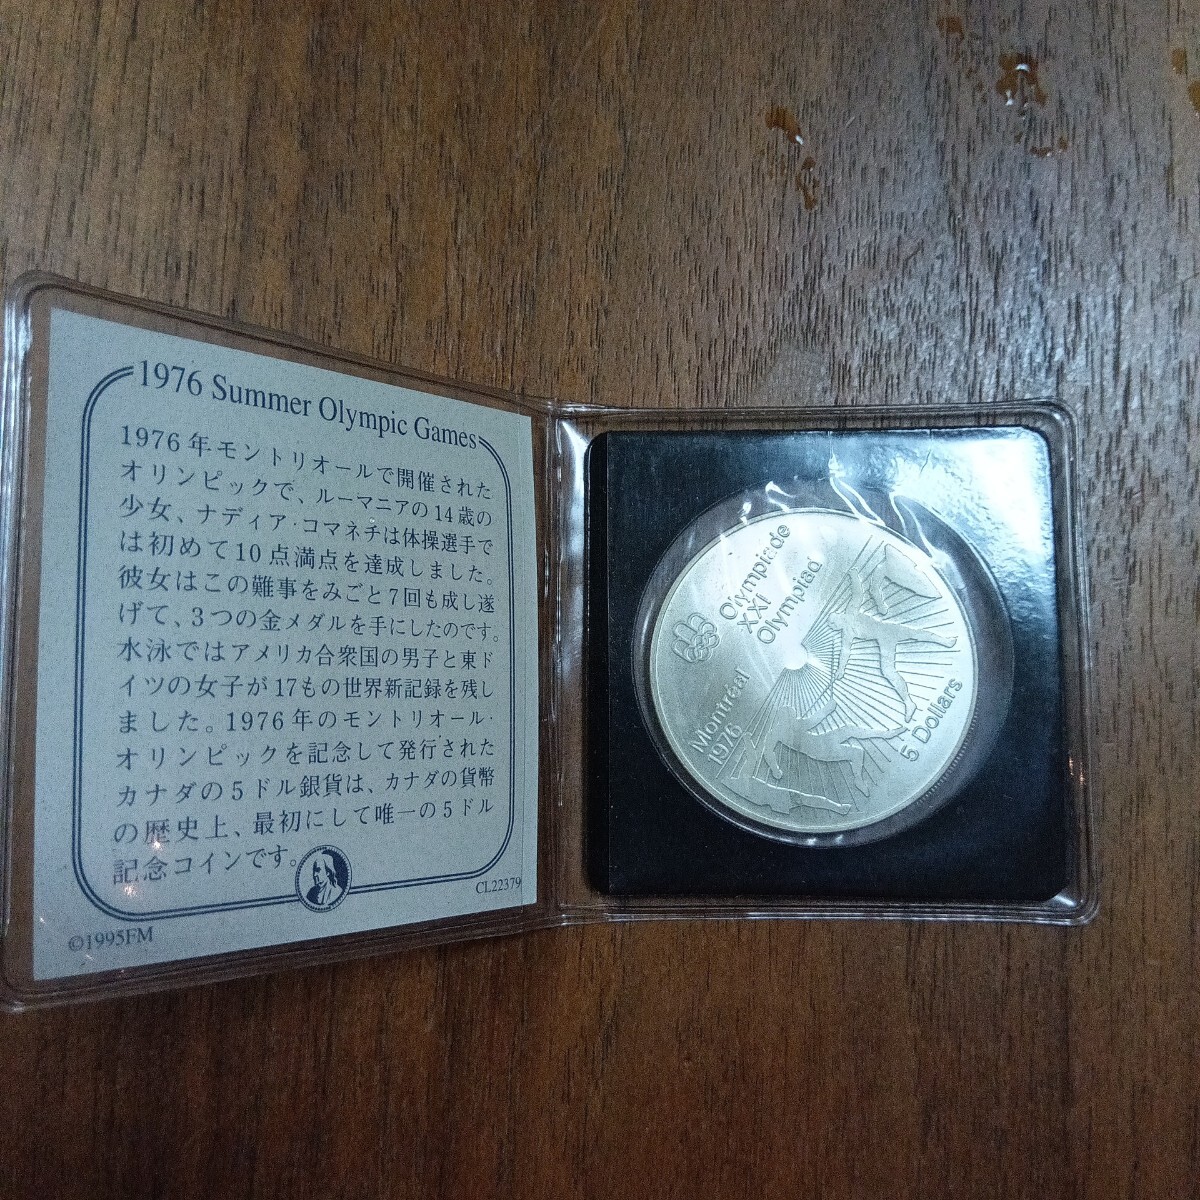 1976 Summer Olympic Games
1976年モントリオールで開催された
オリンピックで、ルーマニアの14歳の
少女、ナディア・コマネチは体操選手で
は初めて10点満点を達成しました。
彼女はこの難事をみごと7回も成し遂
げて、3つの金メダルを手にしたのです。
水泳ではアメリカ合衆国の男子と東ド
イツの女子が17もの世界新記録を残し
ました。1976年のモントリオール・
オリンピックを記念して発行された
カナダの5ドル銀貨は、カナダの貨幣
の歴史上、最初にして唯一の5ドル
記念コインです。
CL22379
©1995FM
Olympiade
XXI
Olympiad
Montréal
1976
5 Dollars